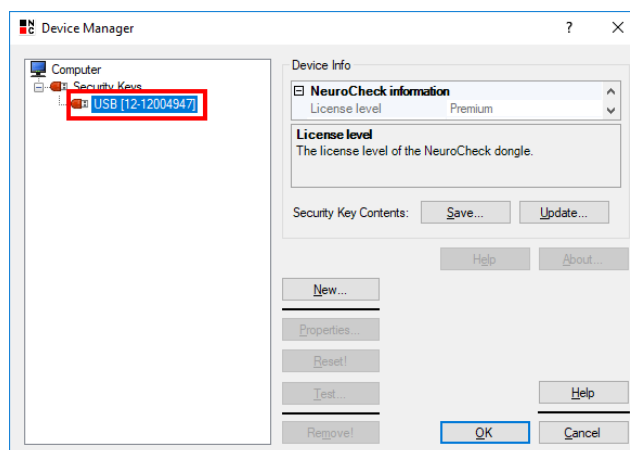 NC Device Manager ? ×
Computer
Security Keys
USB [12-12004947]
Device Info
NeuroCheck information
License level Premium
License level
The license level of the NeuroCheck dongle.
Security Key Contents: Save... Update...
Help About...
New...
Properties...
Reset!
Test...
Help
Remove! OK Cancel